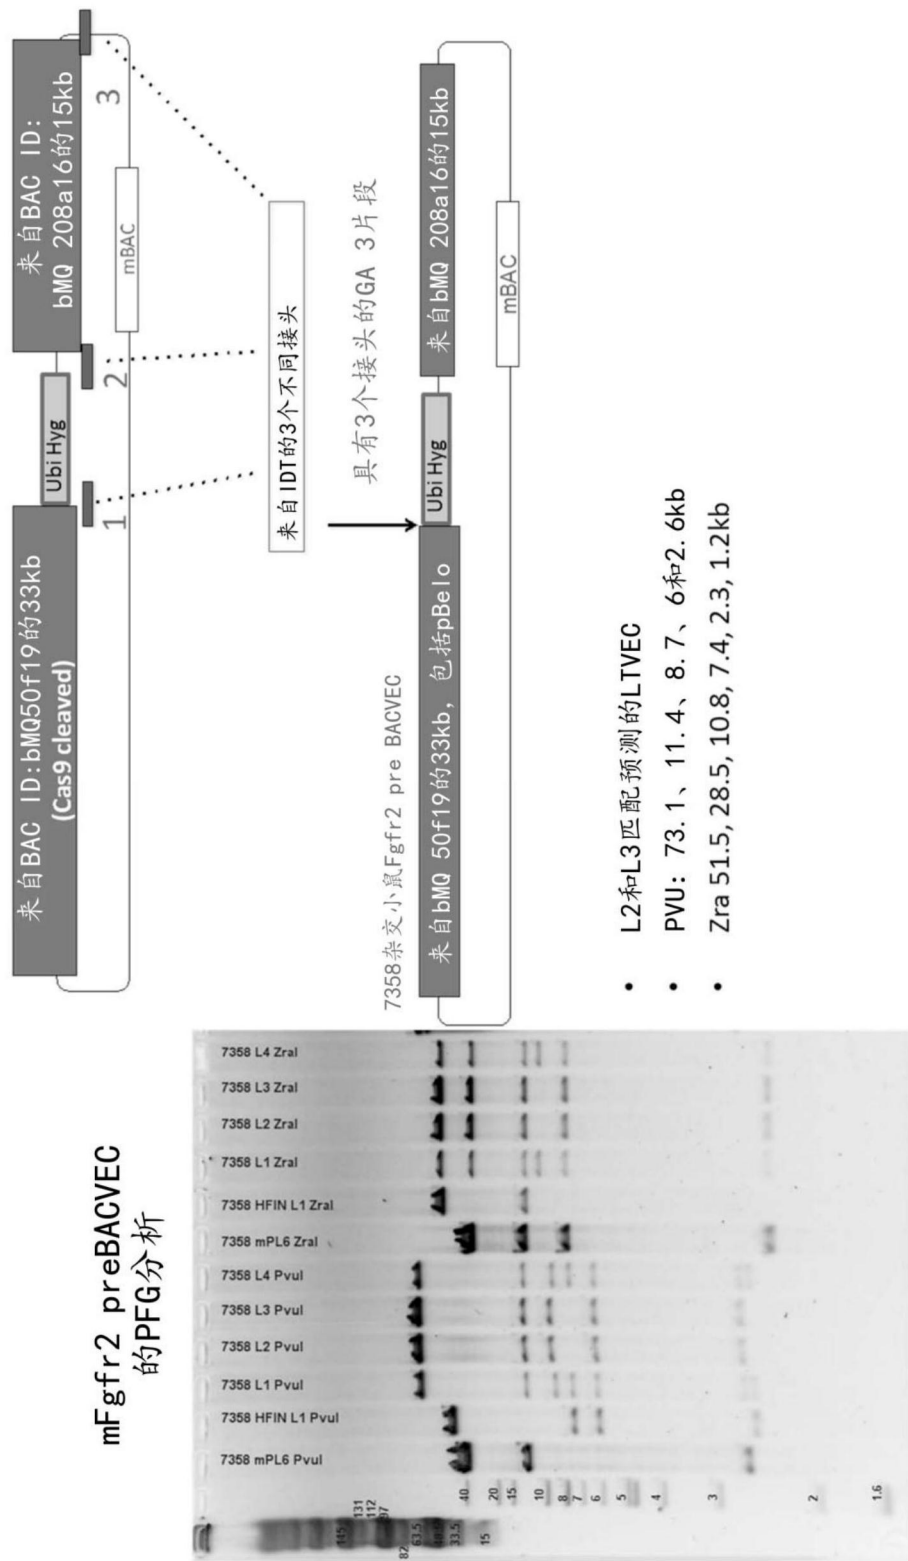 mFgfr2 preBACVEC
的PFG分析
7358 L4 ZraI
7358 L3 ZraI
7358 L2 ZraI
7358 L1 ZraI
7358 HFIN L1 ZraI
7358 mPL6 ZraI
7358 L4 PvuI
7358 L3 PvuI
7358 L2 PvuI
7358 L1 PvuI
7358 HFIN L1 PvuI
7358 mPL6 PvuI
40
20
15
10
8
7
6
5
4
3
2
1.6
145
131
112
97
82
63.5
33.5
15
来自BAC ID:bMQ50f19的33kb
(Cas9 cleaved)
Ubi Hyg
来自BAC ID:
bMQ 208a16的15kb
1
2
3
mBAC
来自IDT的3个不同接头
具有3个接头的GA 3片段
7358杂交小鼠Fgfr2 pre BACVEC
来自bMQ 50f19的33kb, 包括pBelo
Ubi Hyg
来自bMQ 208a16的15kb
mBAC
• L2和L3匹配预测的LTVEC
• PVU: 73.1、11.4、8.7、6和2.6kb
• Zra 51.5, 28.5, 10.8, 7.4, 2.3, 1.2kb